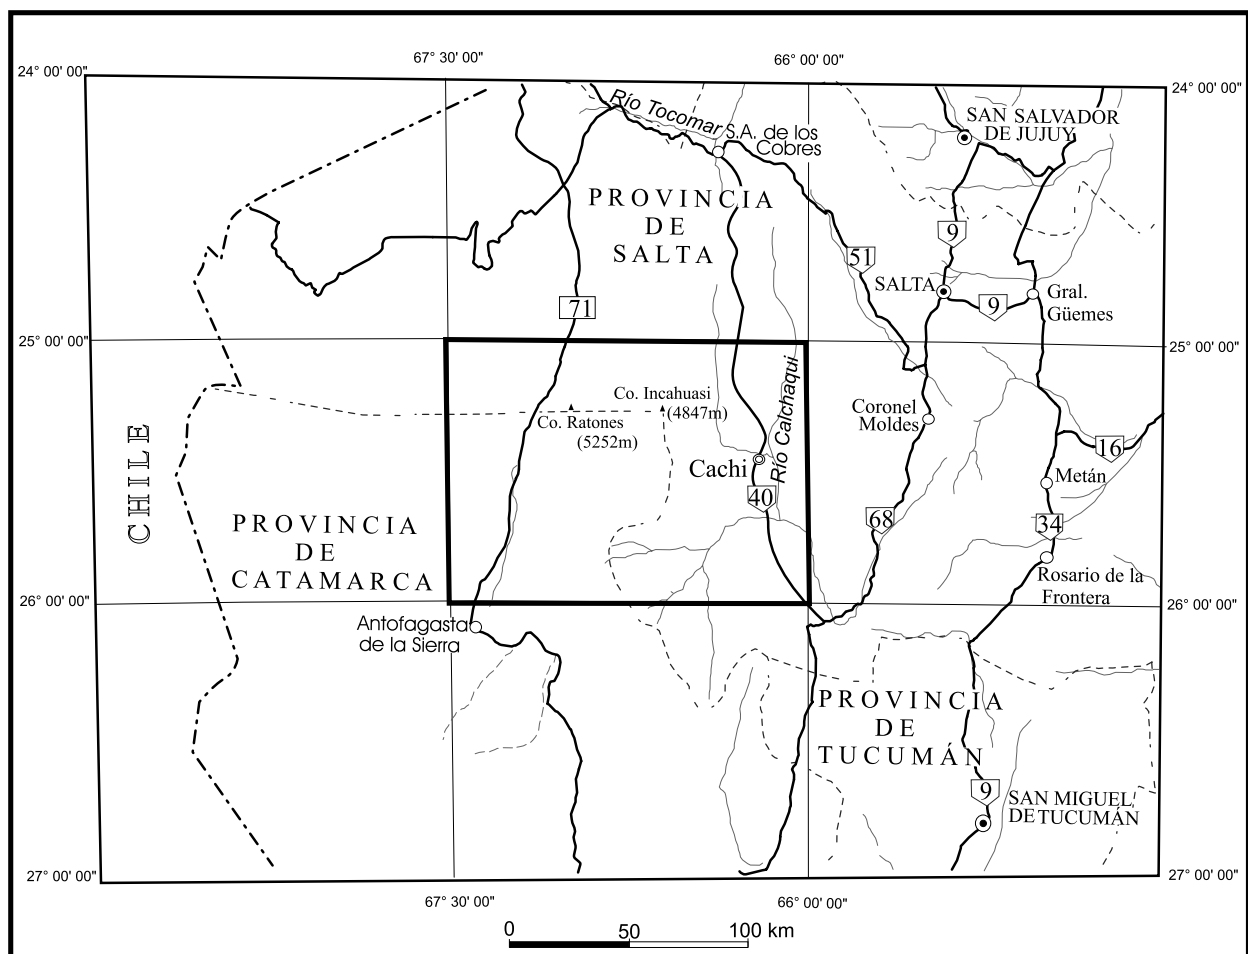 67° 30' 00"
66° 00' 00"
24° 00' 00"
24° 00' 00"
Río Tocomar
S.A. de los
Cobres
SAN SALVADOR
DE JUJUY
PROVINCIA
DE
SALTA
9
51
SALTA
9
Gral.
Güemes
71
25° 00' 00"
25° 00' 00"
Co. Incahuasi
(4847m)
Co. Ratones
(5252m)
Río Calchaqui
Coronel
Moldes
CHILE
16
Cachi
Metán
40
68
34
PROVINCIA
DE
CATAMARCA
Rosario de la
Frontera
26° 00' 00"
26° 00' 00"
Antofagasta
de la Sierra
PROVINCIA
DE
TUCUMÁN
9
SAN MIGUEL
DE TUCUMÁN
27° 00' 00"
27° 00' 00"
67° 30' 00"
66° 00' 00"
0 50 100 km